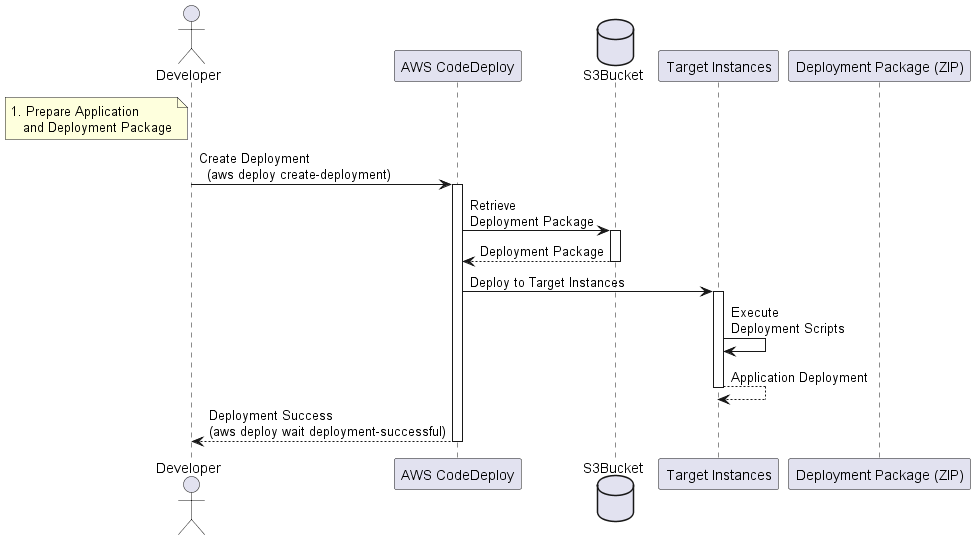 Developer
AWS CodeDeploy
S3Bucket
Target Instances
Deployment Package (ZIP)
1. Prepare Application
and Deployment Package
Create Deployment
(aws deploy create-deployment)
Retrieve
Deployment Package
Deployment Package
Deploy to Target Instances
Execute
Deployment Scripts
Application Deployment
Deployment Success
(aws deploy wait deployment-successful)
Developer
AWS CodeDeploy
S3Bucket
Target Instances
Deployment Package (ZIP)